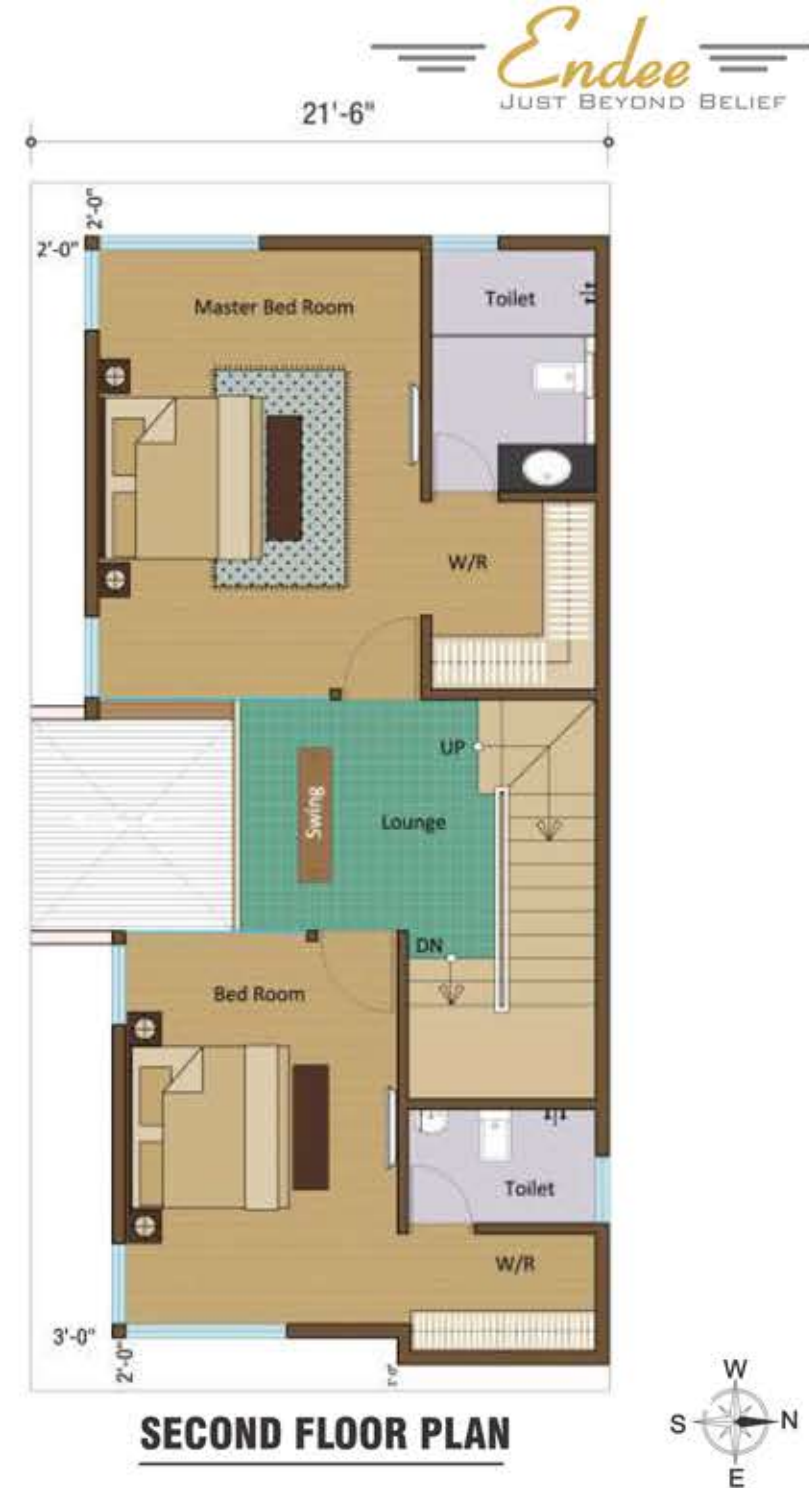 Endee
JUST BEYOND BELIEF
21'-6"
2'-0"
2'-0"
Master Bed Room
Toilet
W/R
UP
Swing
Lounge
DN
Bed Room
Toilet
W/R
3'-0"
2'-0"
SECOND FLOOR PLAN
W
S
N
E